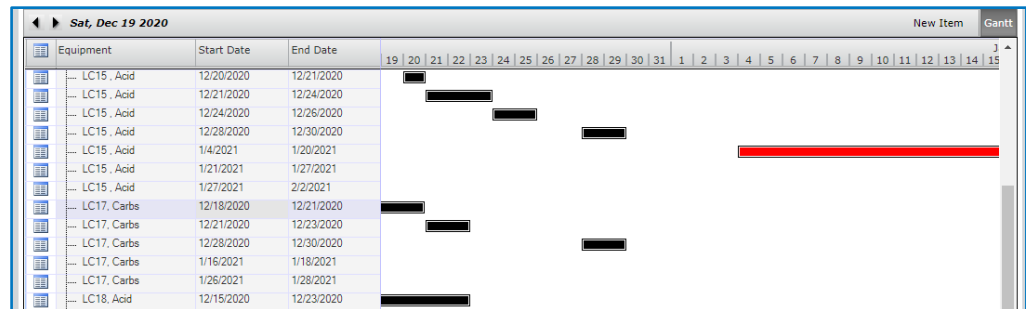 Sat, Dec 19 2020 New Item Gantt
Equipment Start Date End Date J
19 20 21 22 23 24 25 26 27 28 29 30 31 1 2 3 4 5 6 7 8 9 10 11 12 13 14 15
LC15 , Acid 12/20/2020 12/21/2020
LC15 , Acid 12/21/2020 12/24/2020
LC15 , Acid 12/24/2020 12/26/2020
LC15 , Acid 12/28/2020 12/30/2020
LC15 , Acid 1/4/2021 1/20/2021
LC15 , Acid 1/21/2021 1/27/2021
LC15 , Acid 1/27/2021 2/2/2021
LC17, Carbs 12/18/2020 12/21/2020
LC17, Carbs 12/21/2020 12/23/2020
LC17, Carbs 12/28/2020 12/30/2020
LC17, Carbs 1/16/2021 1/18/2021
LC17, Carbs 1/26/2021 1/28/2021
LC18, Acid 12/15/2020 12/23/2020